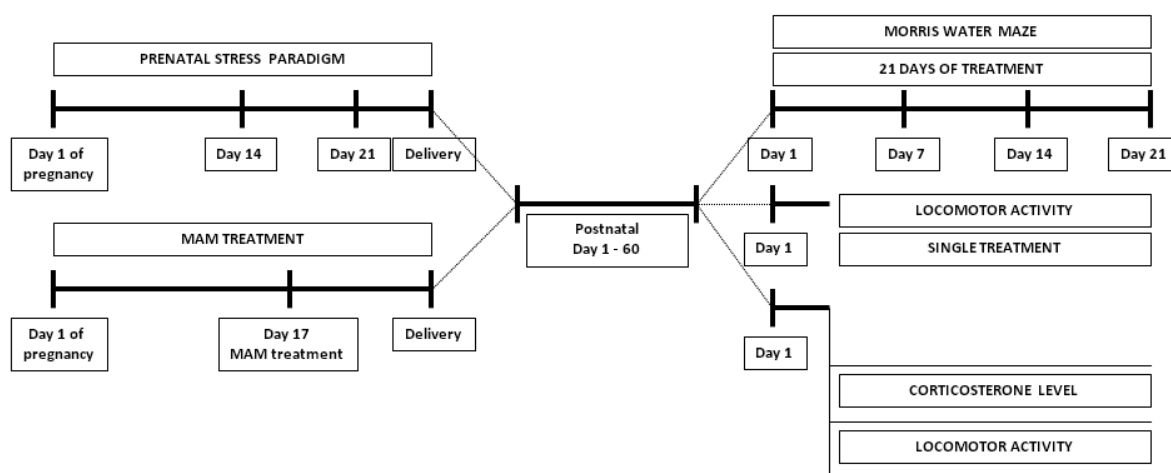 PRENATAL STRESS PARADIGM
Day 1 of
pregnancy
Day 14
Day 21
Delivery
MAM TREATMENT
Day 1 of
pregnancy
Day 17
MAM treatment
Delivery
Postnatal
Day 1 - 60
MORRIS WATER MAZE
21 DAYS OF TREATMENT
Day 1
Day 7
Day 14
Day 21
LOCOMOTOR ACTIVITY
SINGLE TREATMENT
Day 1
Day 1
CORTICOSTERONE LEVEL
LOCOMOTOR ACTIVITY